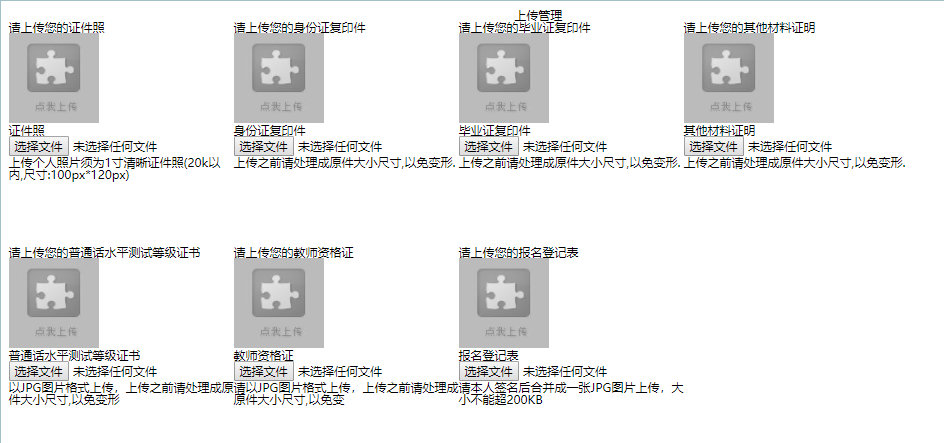 上传管理
请上传您的证件照
点我上传
证件照
选择文件 未选择任何文件
上传个人照片须为1寸清晰证件照(20k以
内,尺寸:100px*120px)
请上传您的身份证复印件
点我上传
身份证复印件
选择文件 未选择任何文件
上传之前请处理成原件大小尺寸,以免变形.
请上传您的毕业证复印件
点我上传
毕业证复印件
选择文件 未选择任何文件
上传之前请处理成原件大小尺寸,以免变形.
请上传您的其他材料证明
点我上传
其他材料证明
选择文件 未选择任何文件
上传之前请处理成原件大小尺寸,以免变形.
请上传您的普通话水平测试等级证书
点我上传
普通话水平测试等级证书
选择文件 未选择任何文件
以JPG图片格式上传，上传之前请处理成原
件大小尺寸,以免变形
请上传您的教师资格证
点我上传
教师资格证
选择文件 未选择任何文件
请以JPG图片格式上传，上传之前请处理成
原件大小尺寸,以免变
请上传您的报名登记表
点我上传
报名登记表
选择文件 未选择任何文件
请本人签名后合并成一张JPG图片上传，大
小不能超200KB